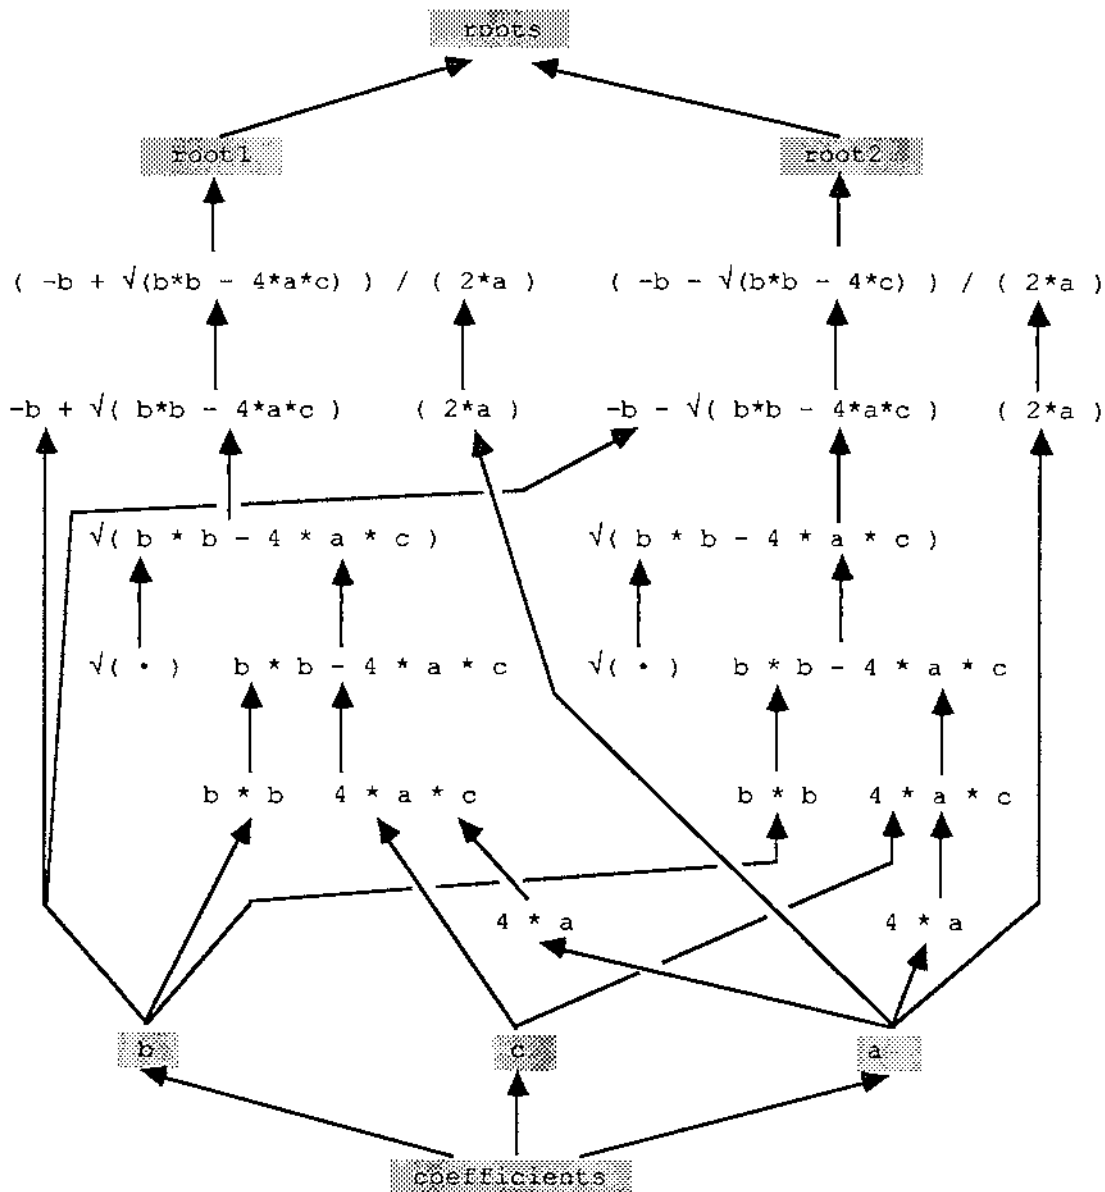 roots
root1 root2
( -b + √(b*b - 4*a*c) ) / ( 2*a ) ( -b - √(b*b - 4*c) ) / ( 2*a )
-b + √( b*b - 4*a*c ) ( 2*a ) -b - √( b*b - 4*a*c ) ( 2*a )
√( b * b - 4 * a * c ) √( b * b - 4 * a * c )
√( • ) b * b - 4 * a * c √( • ) b * b - 4 * a * c
b * b 4 * a * c b * b 4 * a * c
4 * a 4 * a
b c a
coefficients